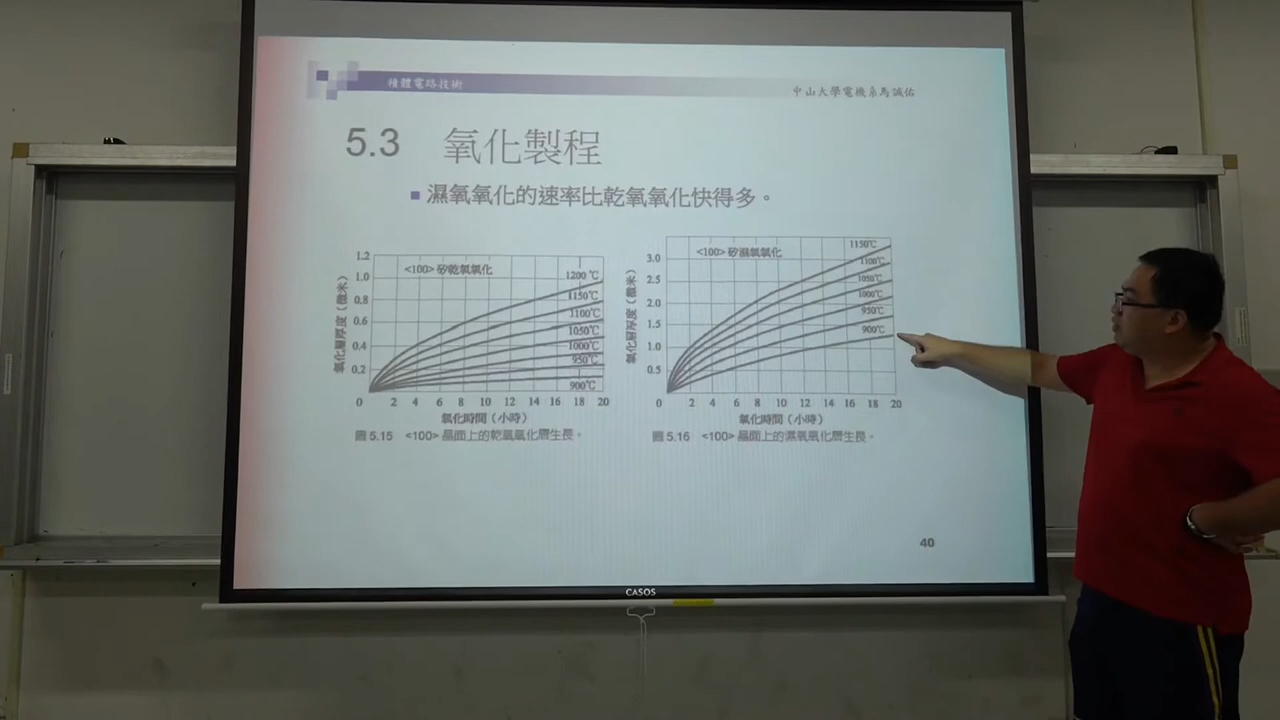 積體電路技術
中山大學電機系馬誠佑
5.3 氧化製程
濕氧氧化的速率比乾氧氧化快得多。
<100> 矽乾氧氧化
氧化層厚度（微米）
1.2
1.0
0.8
0.6
0.4
0.2
0 2 4 6 8 10 12 14 16 18 20
1200 ℃
1150℃
1100℃
1050℃
1000℃
950℃
900℃
氧化時間（小時）
圖 5.15 <100> 晶面上的乾氧氧化層生長。
<100> 矽濕氧氧化
氧化層厚度（微米）
3.0
2.5
2.0
1.5
1.0
0.5
0 2 4 6 8 10 12 14 16 18 20
1150℃
1100℃
1050℃
1000℃
950℃
900℃
氧化時間（小時）
圖 5.16 <100> 晶面上的濕氧氧化層生長。
40
CASOS